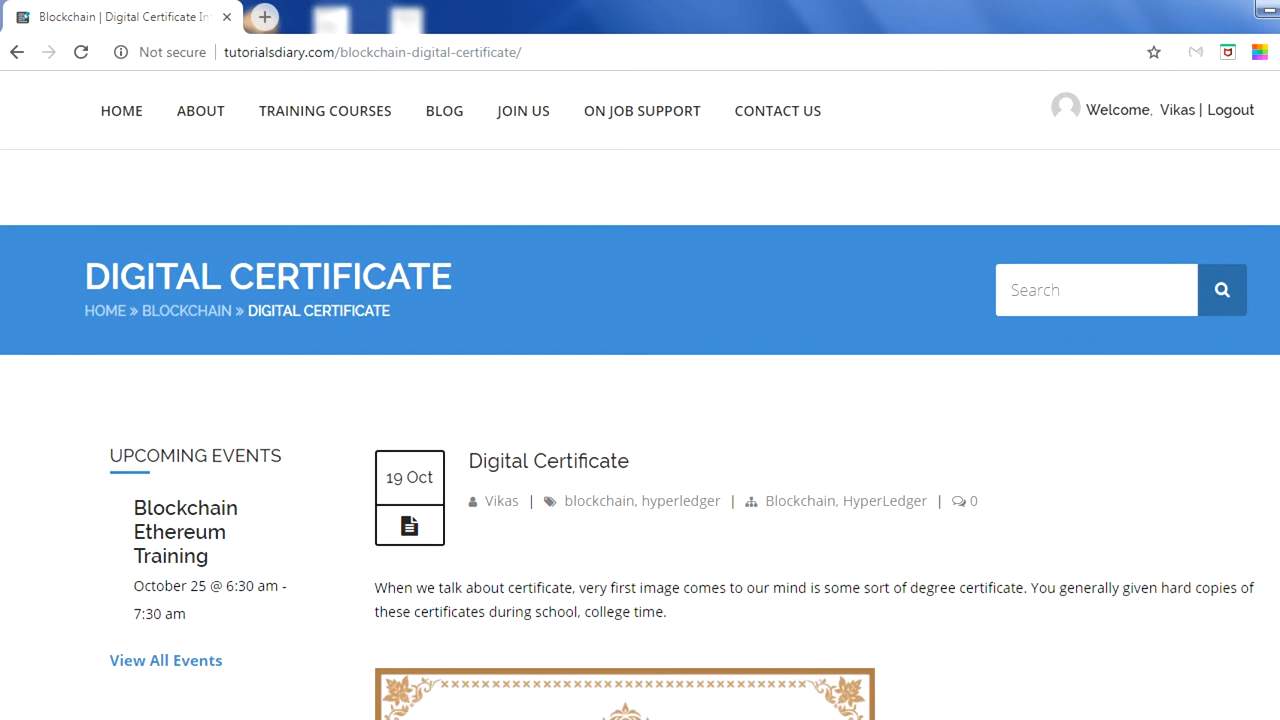 Blockchain | Digital Certificate In
Not secure
tutorialsdiary.com/blockchain-digital-certificate/
HOME ABOUT TRAINING COURSES BLOG JOIN US ON JOB SUPPORT CONTACT US
Welcome, Vikas | Logout
DIGITAL CERTIFICATE
HOME » BLOCKCHAIN » DIGITAL CERTIFICATE
Search
UPCOMING EVENTS
Blockchain
Ethereum
Training
October 25 @ 6:30 am -
7:30 am
View All Events
19 Oct
Digital Certificate
Vikas | blockchain, hyperledger | Blockchain, HyperLedger | 0
When we talk about certificate, very first image comes to our mind is some sort of degree certificate. You generally given hard copies of
these certificates during school, college time.